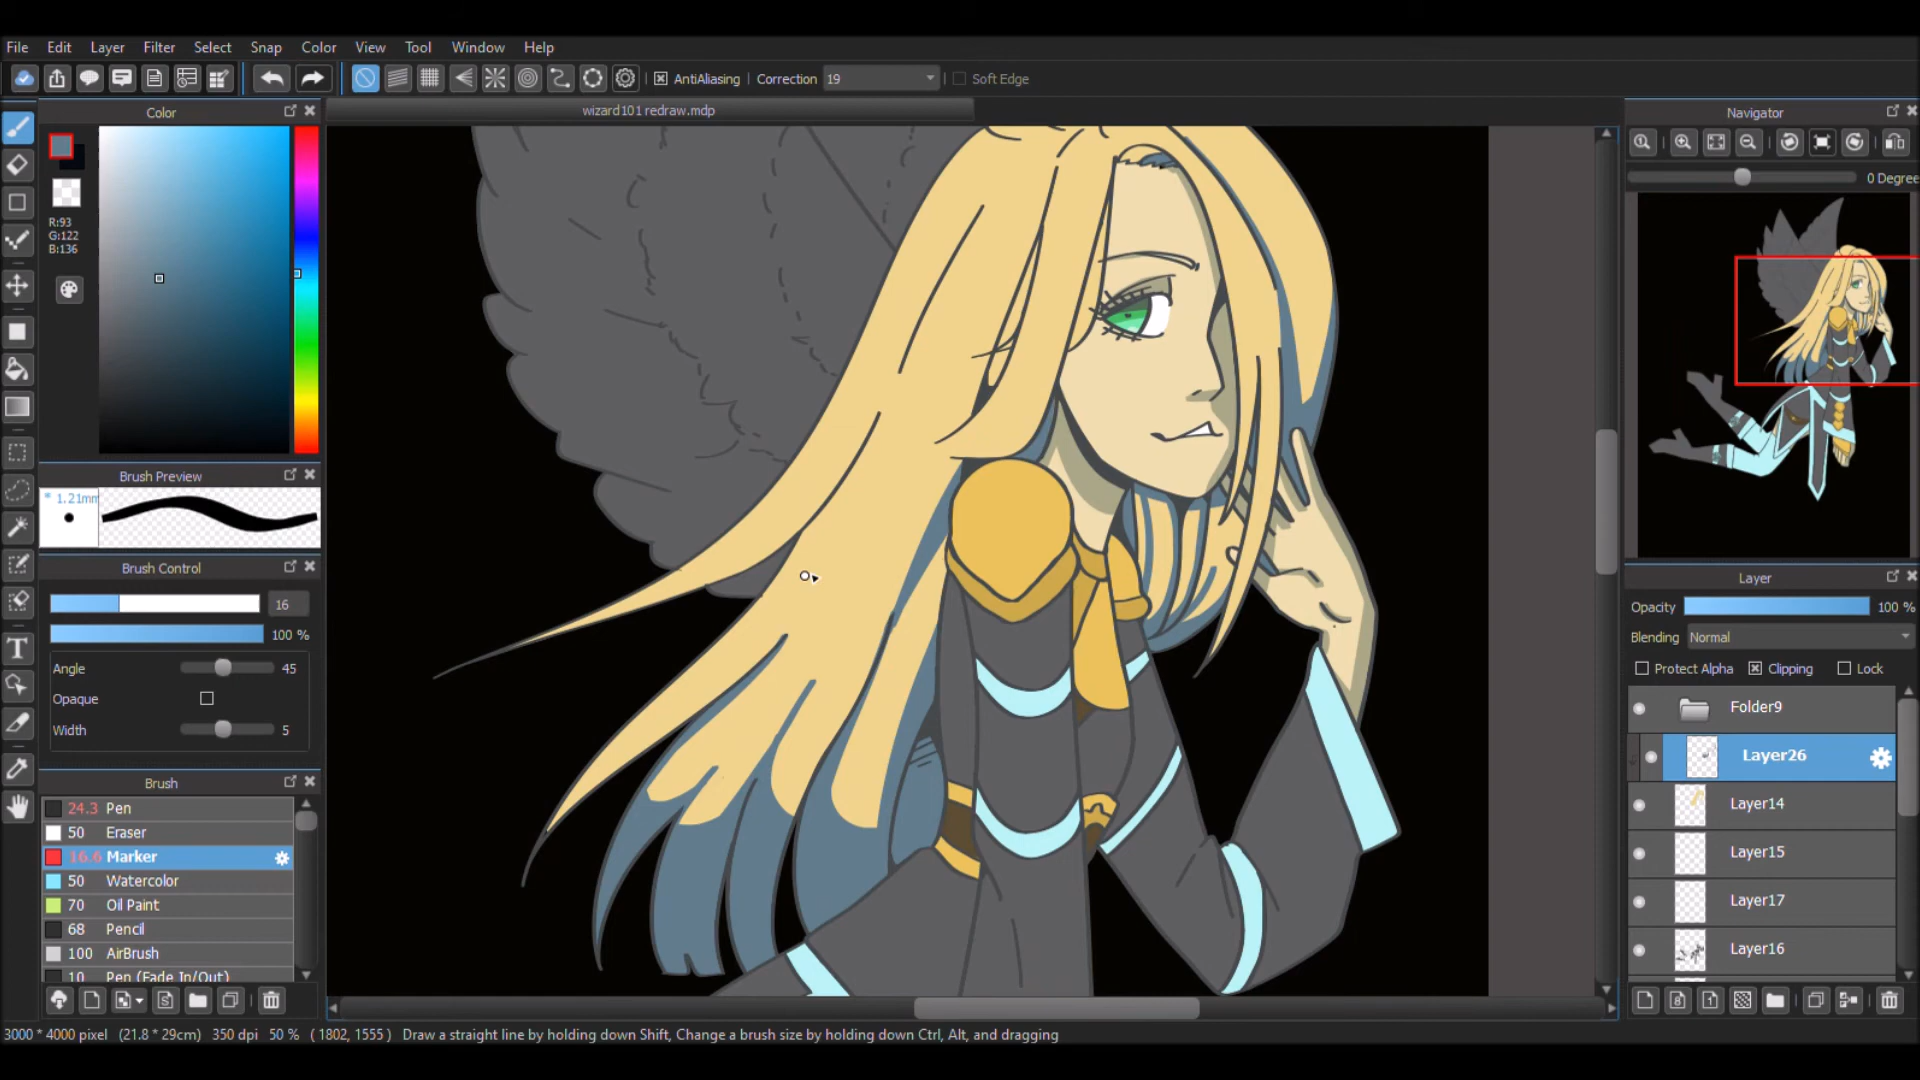 File Edit Layer Filter Select Snap Color View Tool Window Help
AntiAliasing Correction 19 Soft Edge
Color
wizard101 redraw.mdp
Navigator
R:93
G:122
B:136
0 Degree
Brush Preview
* 1.21mm
Brush Control
16
100 %
Angle 45
Opaque
Width 5
Brush
24.3 Pen
50 Eraser
16.6 Marker
50 Watercolor
70 Oil Paint
68 Pencil
100 AirBrush
10 Pen (Fade In/Out)
Layer
Opacity 100 %
Blending Normal
Protect Alpha Clipping Lock
Folder9
Layer26
Layer14
Layer15
Layer17
Layer16
3000 * 4000 pixel (21.8 * 29cm) 350 dpi 50 % ( 1802, 1555 ) Draw a straight line by holding down Shift, Change a brush size by holding down Ctrl, Alt, and dragging